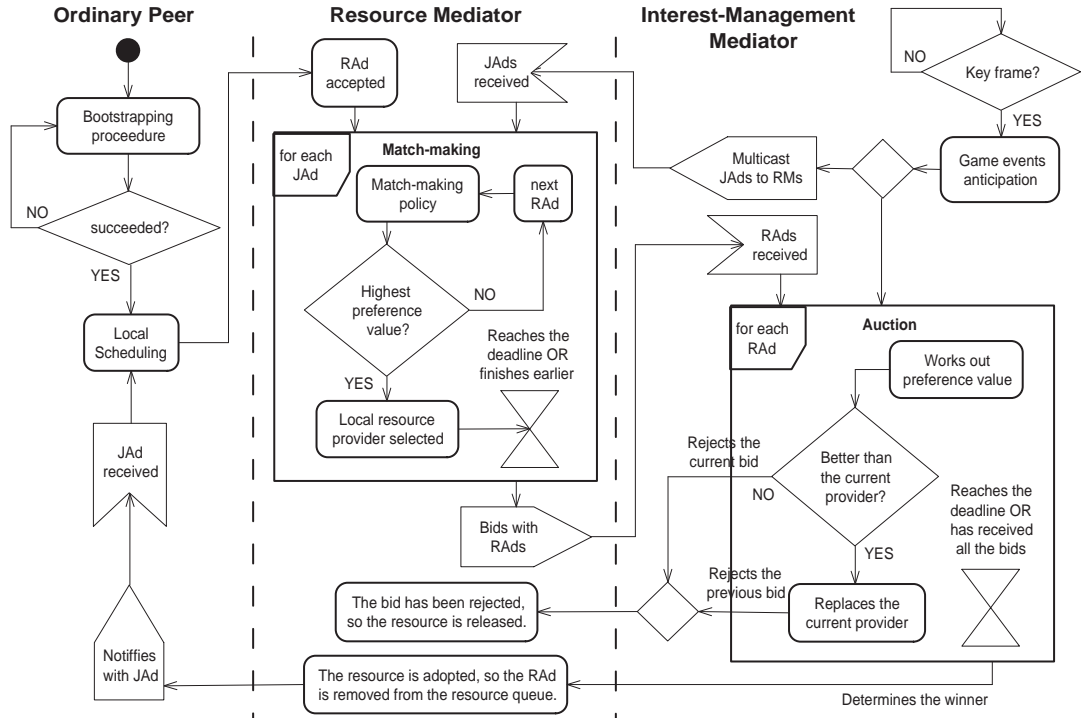 Ordinary Peer
Resource Mediator
Interest-Management
Mediator
RAd
accepted
JAds
received
NO
Key frame?
YES
Bootstrapping
proceedure
for each
JAd
Match-making
Match-making
policy
next
RAd
Multicast
JAds to RMs
Game events
anticipation
NO
succeeded?
YES
RAds
received
Highest
preference
value?
NO
YES
Local
Scheduling
Reaches the
deadline OR
finishes earlier
for each
RAd
Auction
Works out
preference value
Local resource
provider selected
JAd
received
Rejects the
current bid
Better than
the current
provider?
NO
YES
Reaches the
deadline OR
has received
all the bids
Bids with
RAds
Rejects the
previous bid
The bid has been rejected,
so the resource is released.
Replaces the
current provider
Notiffies
with JAd
The resource is adopted, so the RAd
is removed from the resource queue.
Determines the winner